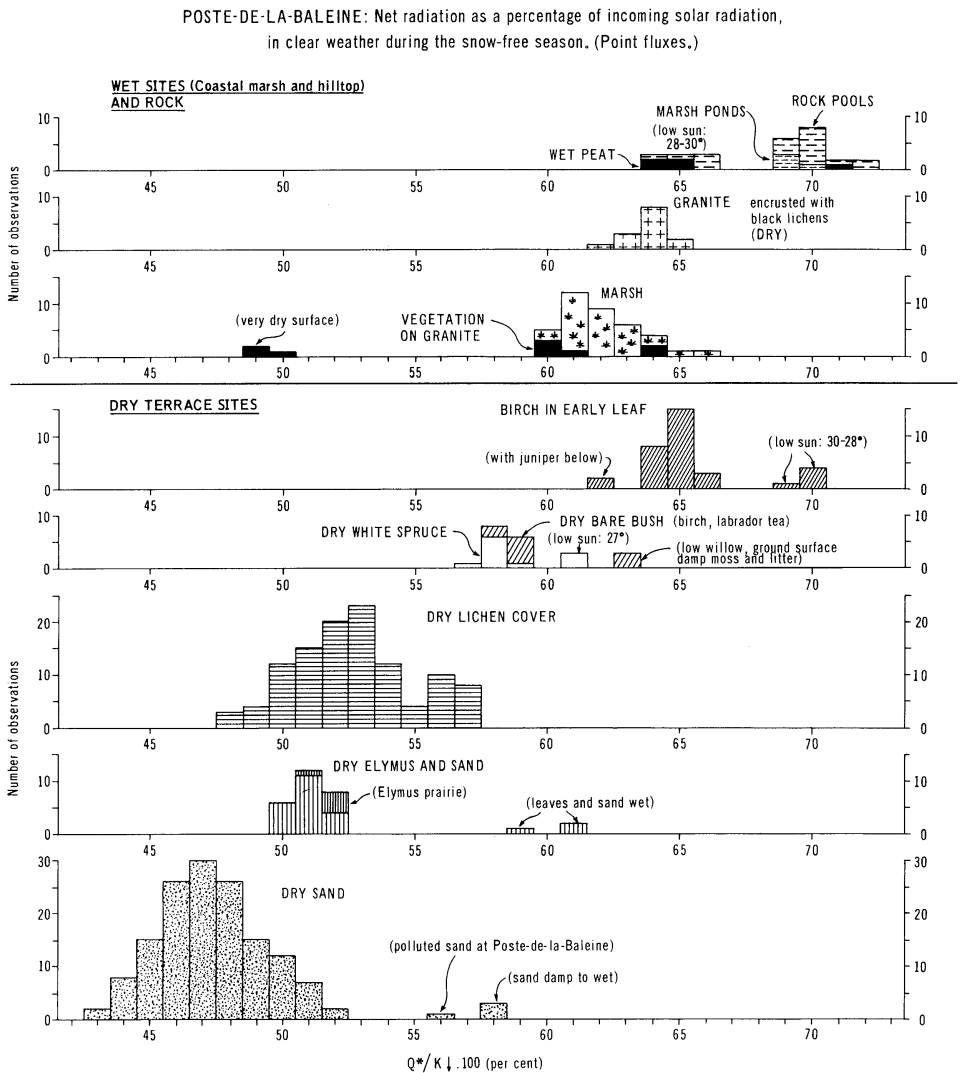 POSTE-DE-LA-BALEINE: Net radiation as a percentage of incoming solar radiation,
in clear weather during the snow-free season. (Point fluxes.)
WET SITES (Coastal marsh and hilltop)
AND ROCK
MARSH PONDS
ROCK POOLS
(low sun:
28-30°)
WET PEAT
10 10
0 0
45 50 55 60 65 70
GRANITE
encrusted with
black lichens
(DRY)
10 10
0 0
45 50 55 60 65 70
Number of observations
MARSH
VEGETATION
ON GRANITE
(very dry surface)
10 10
0 0
45 50 55 60 65 70
DRY TERRACE SITES
BIRCH IN EARLY LEAF
(with juniper below)
(low sun: 30-28°)
10 10
0 0
45 50 55 60 65 70
DRY WHITE SPRUCE
DRY BARE BUSH (birch, labrador tea)
(low sun: 27°)
(low willow, ground surface
damp moss and litter)
10 10
0 0
45 50 55 60 65 70
DRY LICHEN COVER
20 20
10 10
0 0
45 50 55 60 65 70
Number of observations
DRY ELYMUS AND SAND
(Elymus prairie)
(leaves and sand wet)
10 10
0 0
45 50 55 60 65 70
DRY SAND
(polluted sand at Poste-de-la-Baleine)
(sand damp to wet)
30 30
20 20
10 10
0 0
45 50 55 60 65 70
Q*/K↓.100 (per cent)